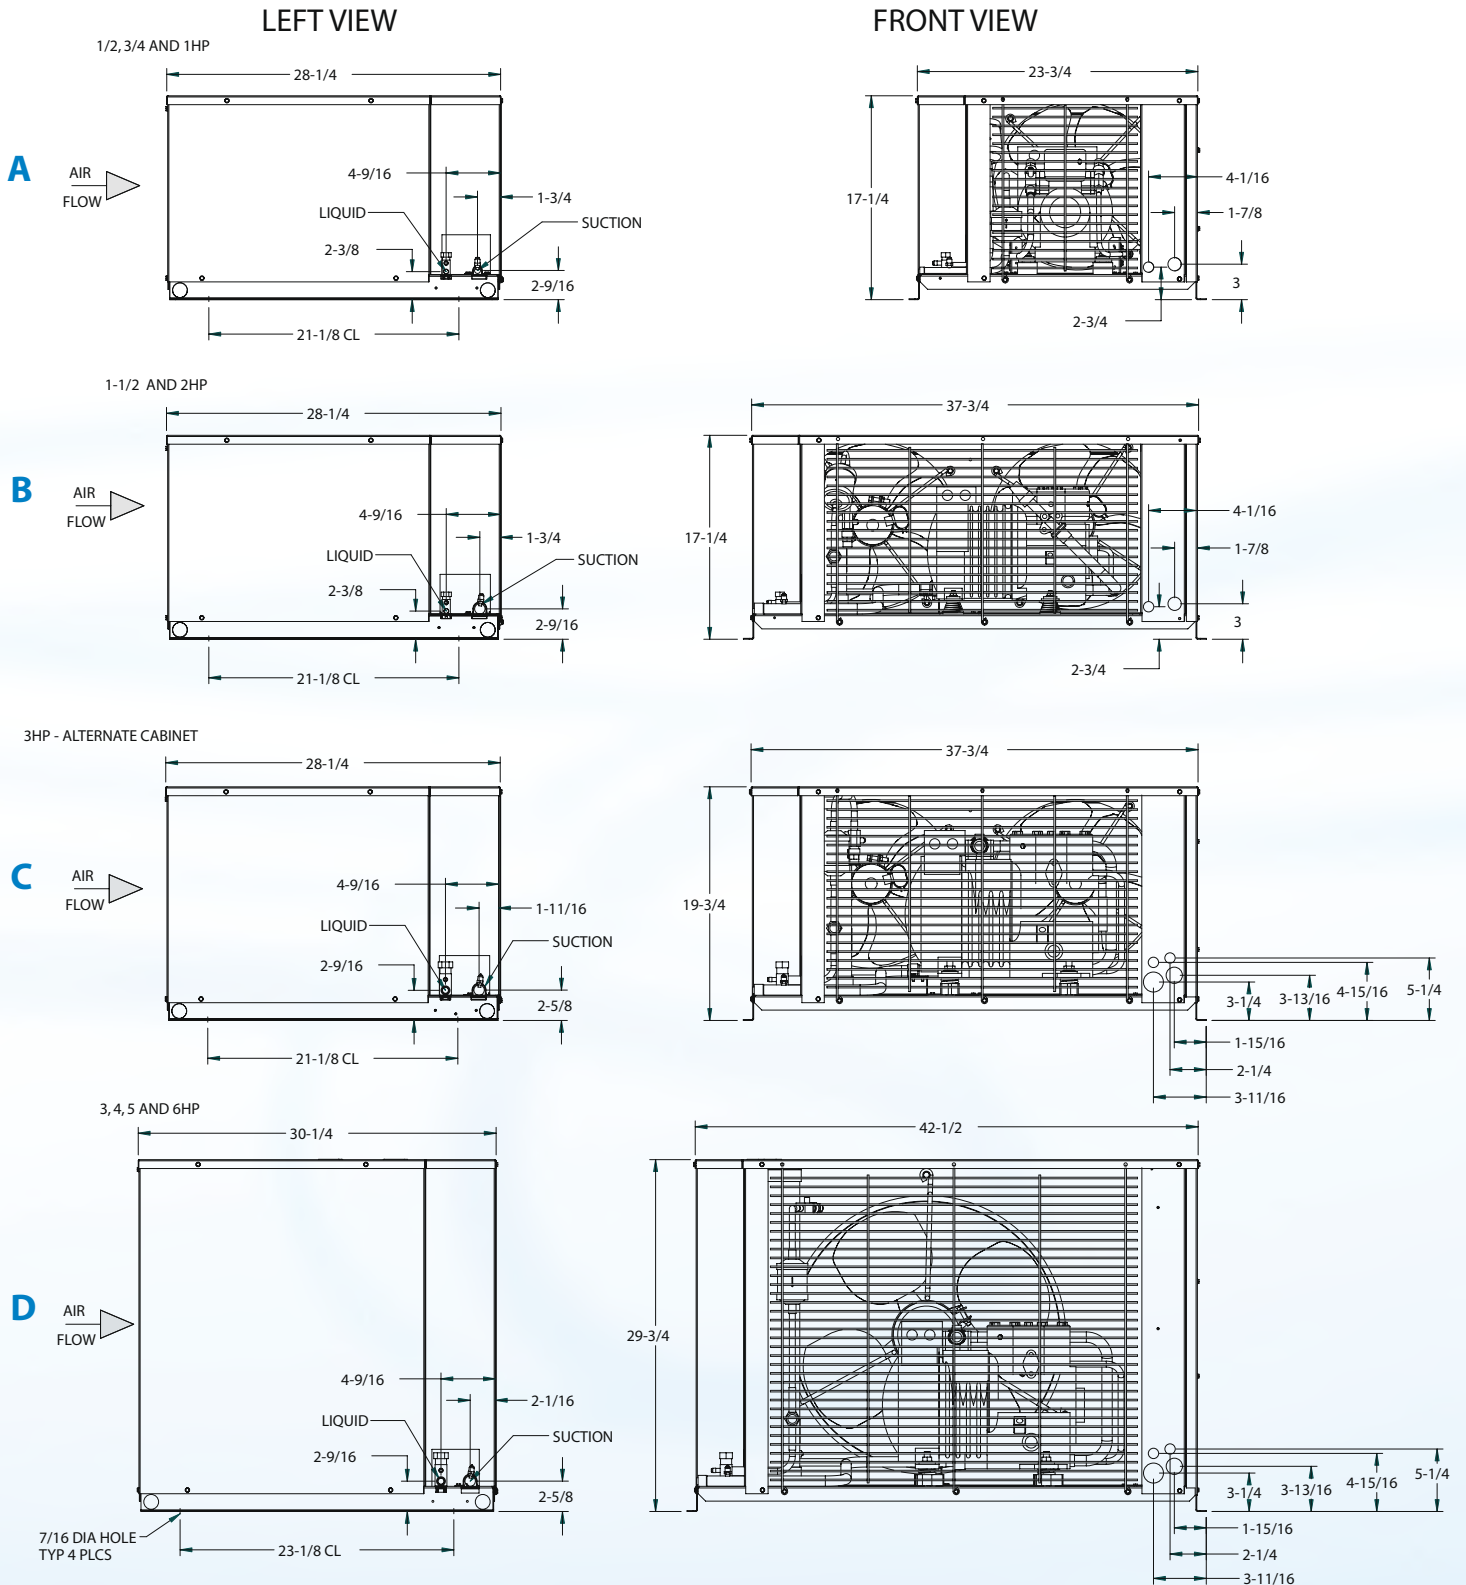 LEFT VIEW
FRONT VIEW
1/2, 3/4 AND 1HP
28-1/4
23-3/4
A
AIR
FLOW
4-9/16
1-3/4
LIQUID
SUCTION
2-3/8
2-9/16
21-1/8 CL
17-1/4
4-1/16
1-7/8
3
2-3/4
1-1/2 AND 2HP
28-1/4
37-3/4
B
AIR
FLOW
4-9/16
1-3/4
LIQUID
SUCTION
2-3/8
2-9/16
21-1/8 CL
17-1/4
4-1/16
1-7/8
3
2-3/4
3HP - ALTERNATE CABINET
28-1/4
37-3/4
C
AIR
FLOW
4-9/16
1-11/16
LIQUID
SUCTION
2-9/16
2-5/8
21-1/8 CL
19-3/4
3-1/4
3-13/16
4-15/16
5-1/4
1-15/16
2-1/4
3-11/16
3, 4, 5 AND 6HP
30-1/4
42-1/2
D
AIR
FLOW
4-9/16
2-1/16
LIQUID
SUCTION
2-9/16
2-5/8
7/16 DIA HOLE
TYP 4 PLCS
23-1/8 CL
29-3/4
3-1/4
3-13/16
4-15/16
5-1/4
1-15/16
2-1/4
3-11/16